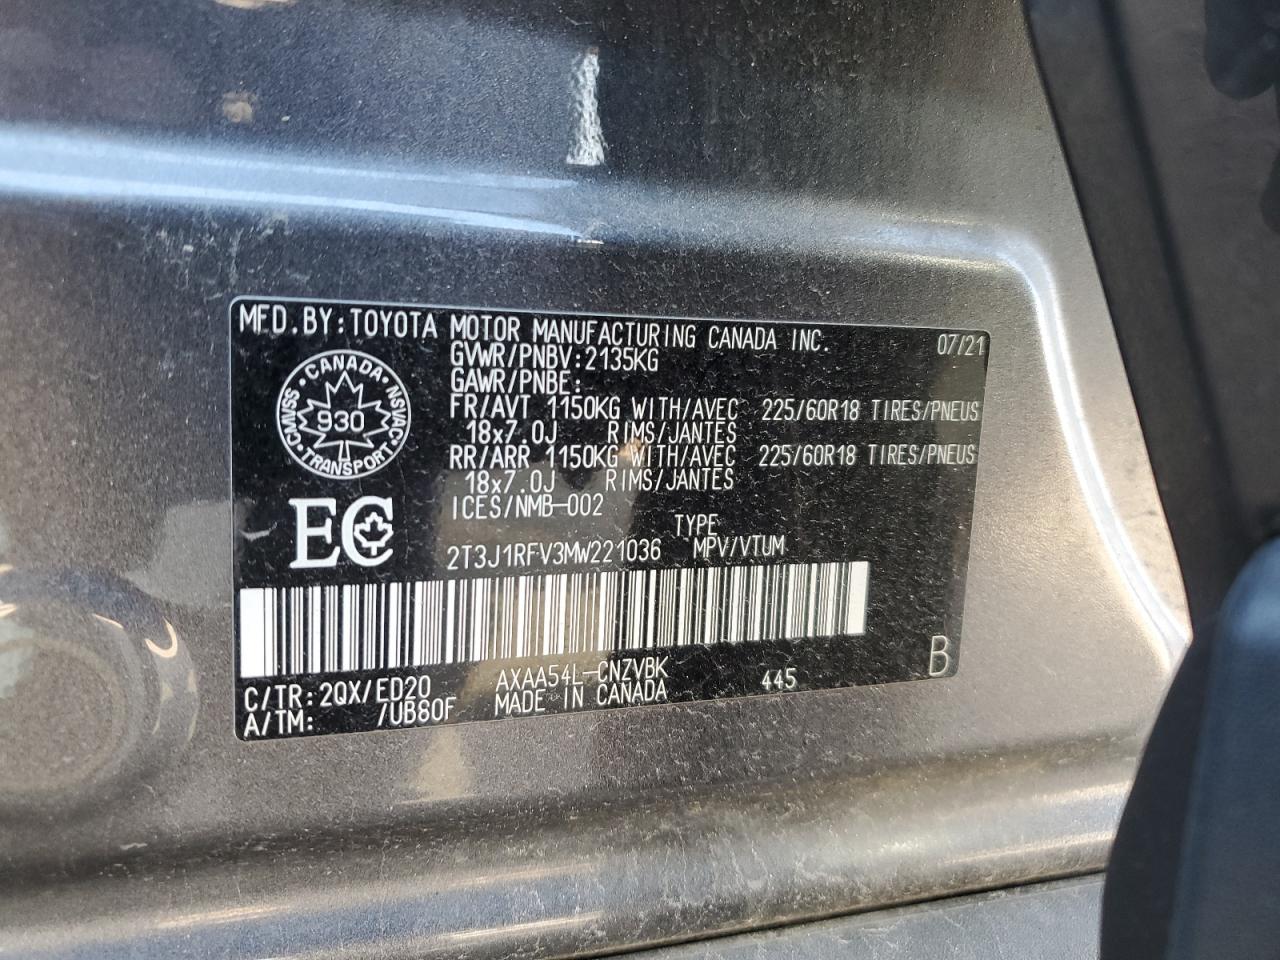 MFD.BY:TOYOTA MOTOR MANUFACTURING CANADA INC. 07/21
GVWR/PNBV:2135KG
GAWR/PNBE:
FR/AVT 1150KG WITH/AVEC 225/60R18 TIRES/PNEUS
18x7.0J RIMS/JANTES
RR/ARR 1150KG WITH/AVEC 225/60R18 TIRES/PNEUS
18x7.0J RIMS/JANTES
ICES/NMB-002
CANADA
CMVSS NSVAC
930
TRANSPORT
EC
TYPE
2T3J1RFV3MW221036 MPV/VTUM
C/TR:2QX/ED20 AXAA54L-CNZVBK 445 B
A/TM: /UB80F MADE IN CANADA